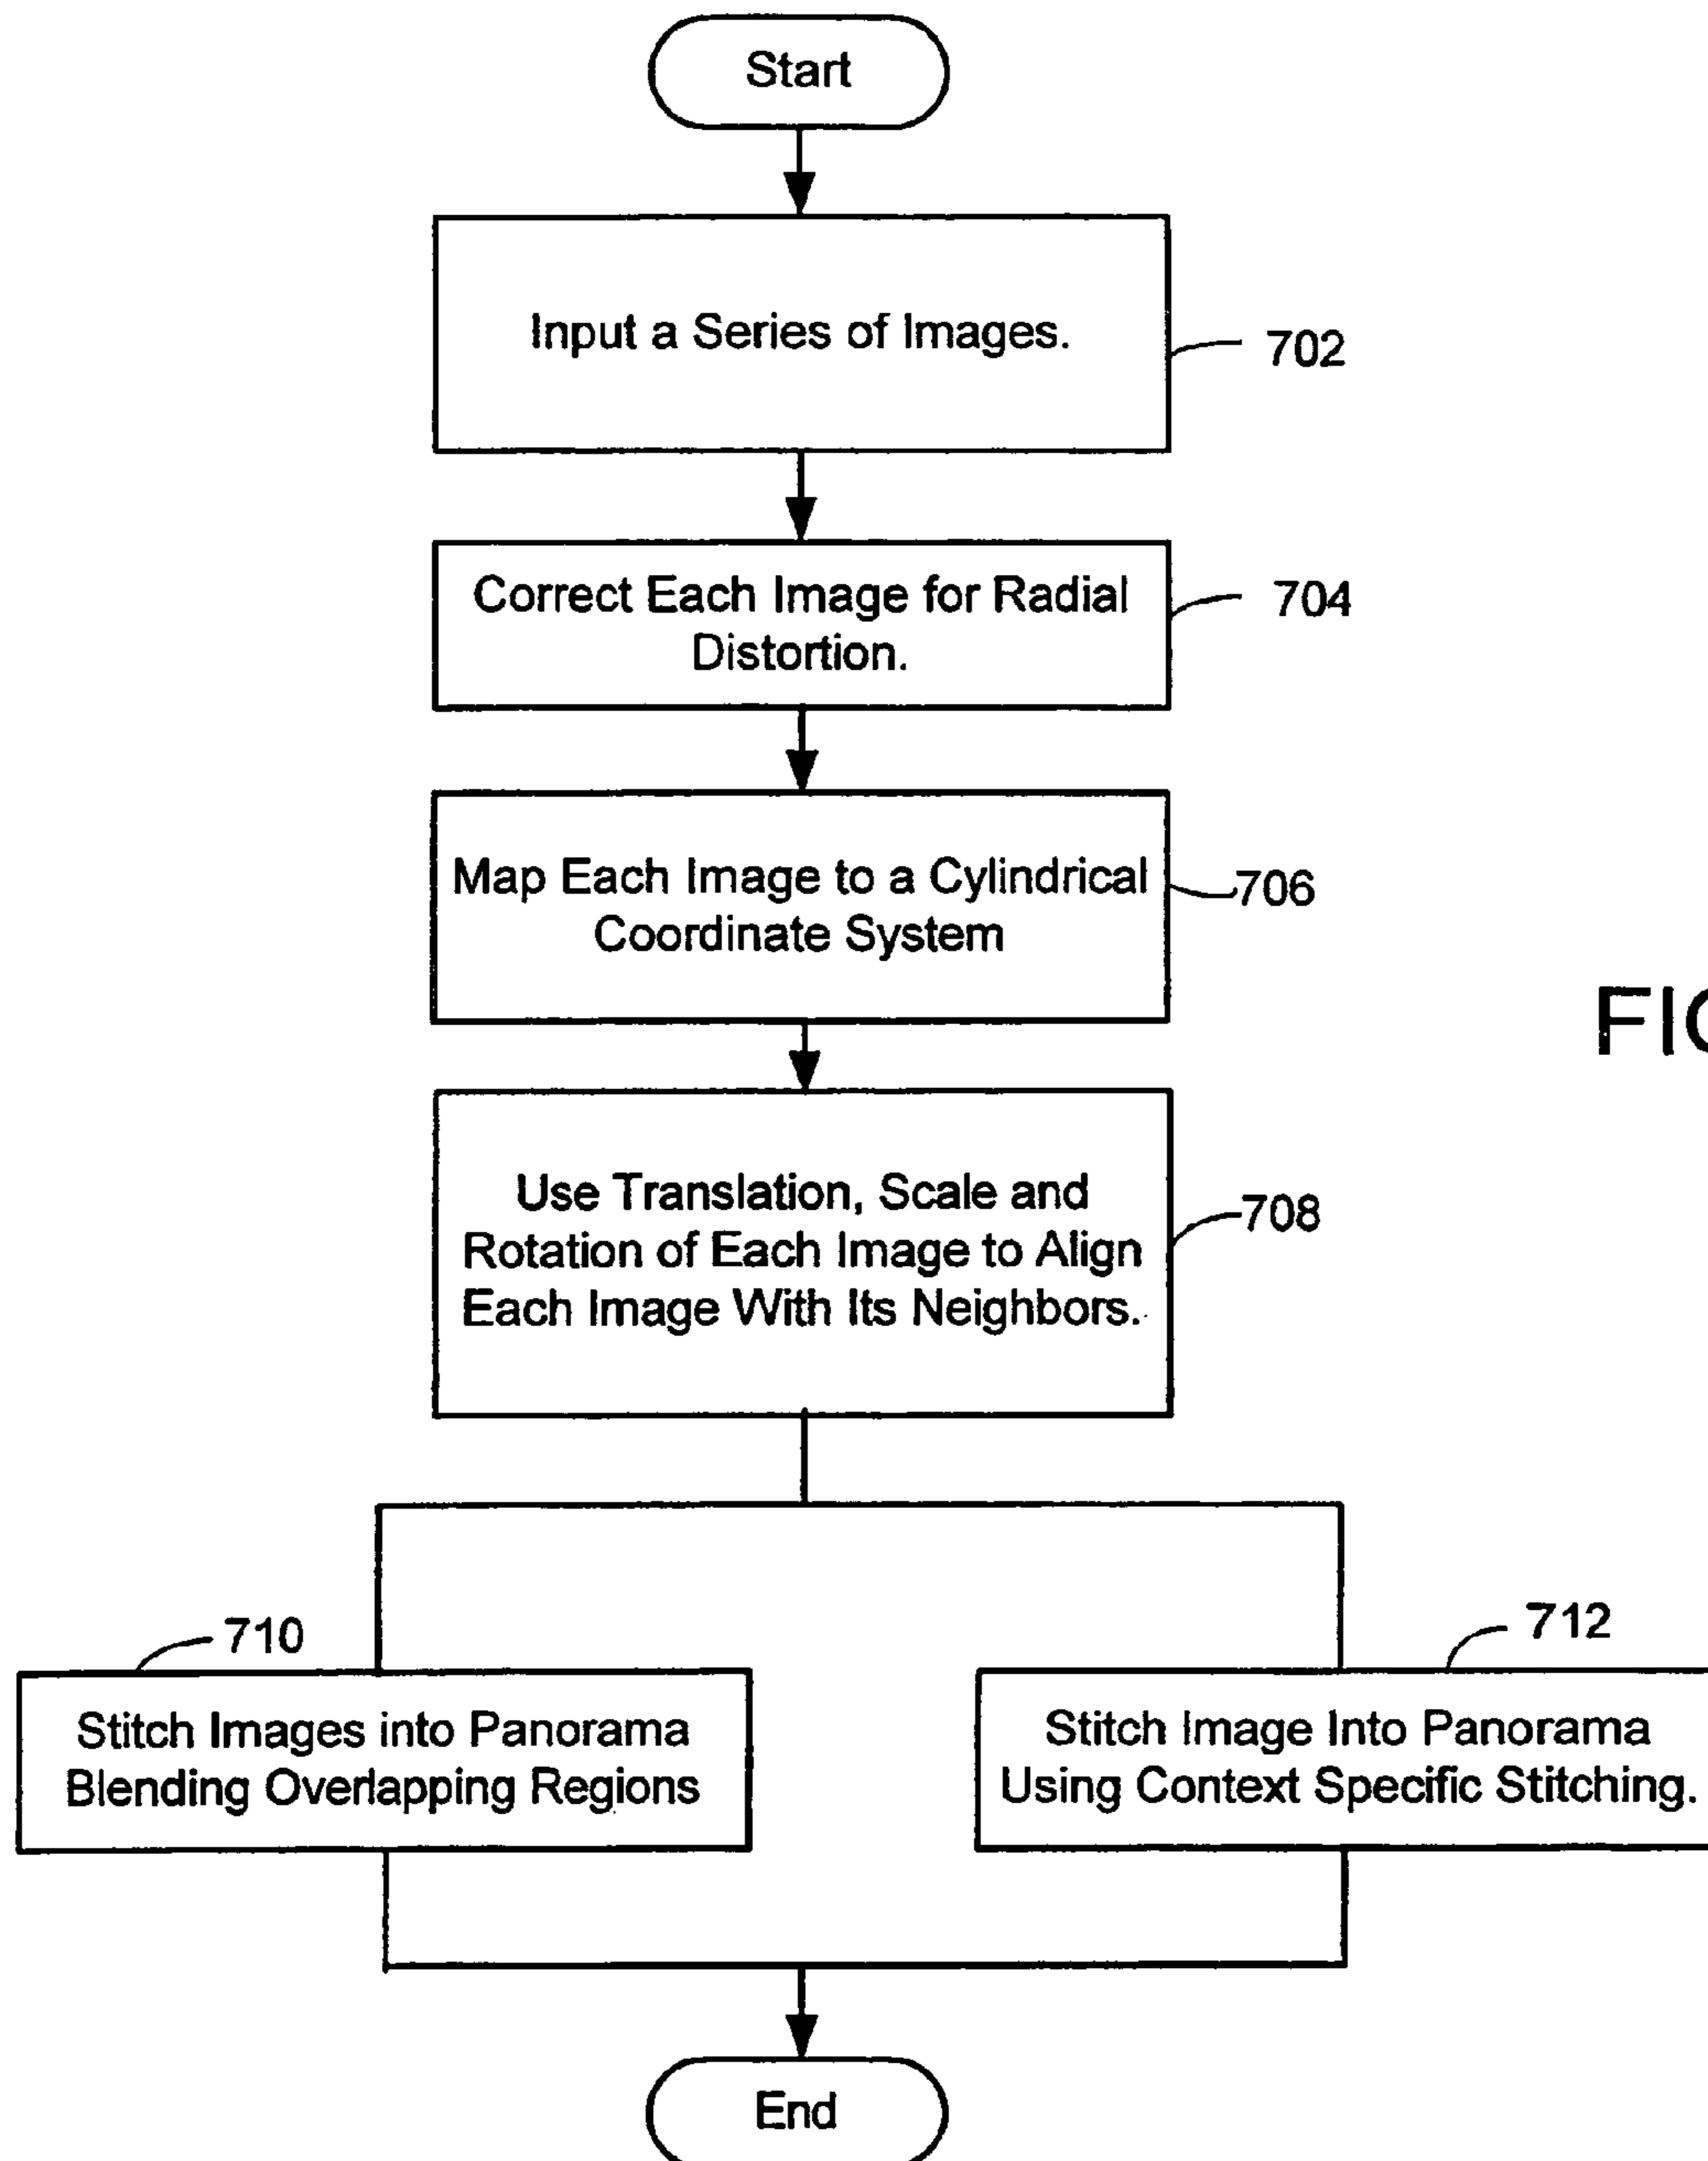 Start
Input a Series of Images.
702
Correct Each Image for Radial
Distortion.
704
Map Each Image to a Cylindrical
Coordinate System
706
Use Translation, Scale and
Rotation of Each Image to Align
Each Image With Its Neighbors.
708
710
Stitch Images into Panorama
Blending Overlapping Regions
712
Stitch Image Into Panorama
Using Context Specific Stitching.
End